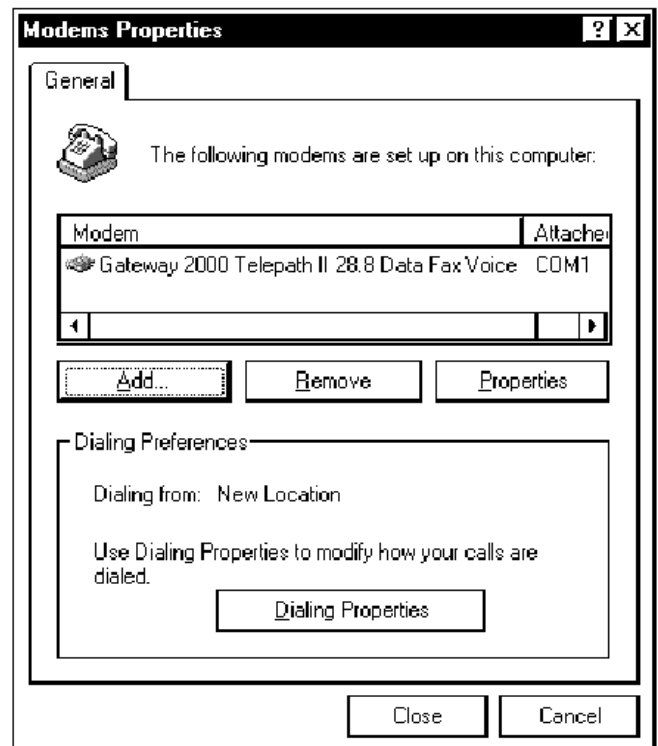 Modems Properties
General
The following modems are set up on this computer:
Modem Attache
Gateway 2000 Telepath II 28.8 Data Fax Voice COM1
Add... Remove Properties
Dialing Preferences
Dialing from: New Location
Use Dialing Properties to modify how your calls are
dialed.
Dialing Properties
Close Cancel